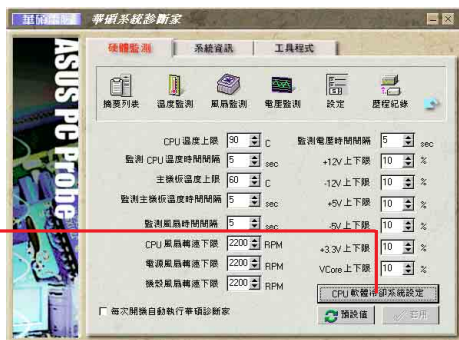 華碩電腦 華碩系統診斷家
ASUS PC Probe
硬體監測 系統資訊 工具程式
摘要列表 溫度監測 風扇監測 電壓監測 設定 歷程紀錄
CPU 溫度上限 90 C 監測電壓時間間隔 5 sec
監測 CPU 溫度時間間隔 5 sec +12V 上下限 10 %
主機板溫度上限 60 C -12V 上下限 10 %
監測主機板溫度時間間隔 5 sec +5V 上下限 10 %
監測風扇時間間隔 5 sec -5V 上下限 10 %
CPU 風扇轉速下限 2200 RPM +3.3V 上下限 10 %
電源風扇轉速下限 2200 RPM VCore 上下限 10 %
機殼風扇轉速下限 2200 RPM
CPU 軟體冷卻系統設定
每次開機自動執行華碩診斷家 預設值 套用